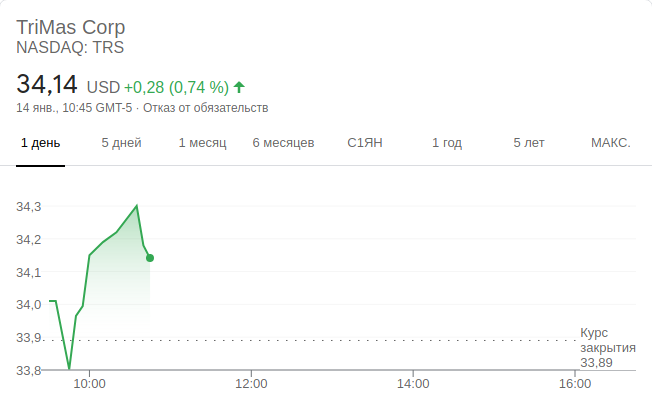 TriMas Corp
NASDAQ: TRS
34,14 USD +0,28 (0,74 %)
14 янв., 10:45 GMT-5 · Отказ от обязательств
1 день 5 дней 1 месяц 6 месяцев С1ЯН 1 год 5 лет МАКС.
34,3
34,2
34,1
34,0
33,9
33,8
Курс
закрытия
33,89
10:00 12:00 14:00 16:00